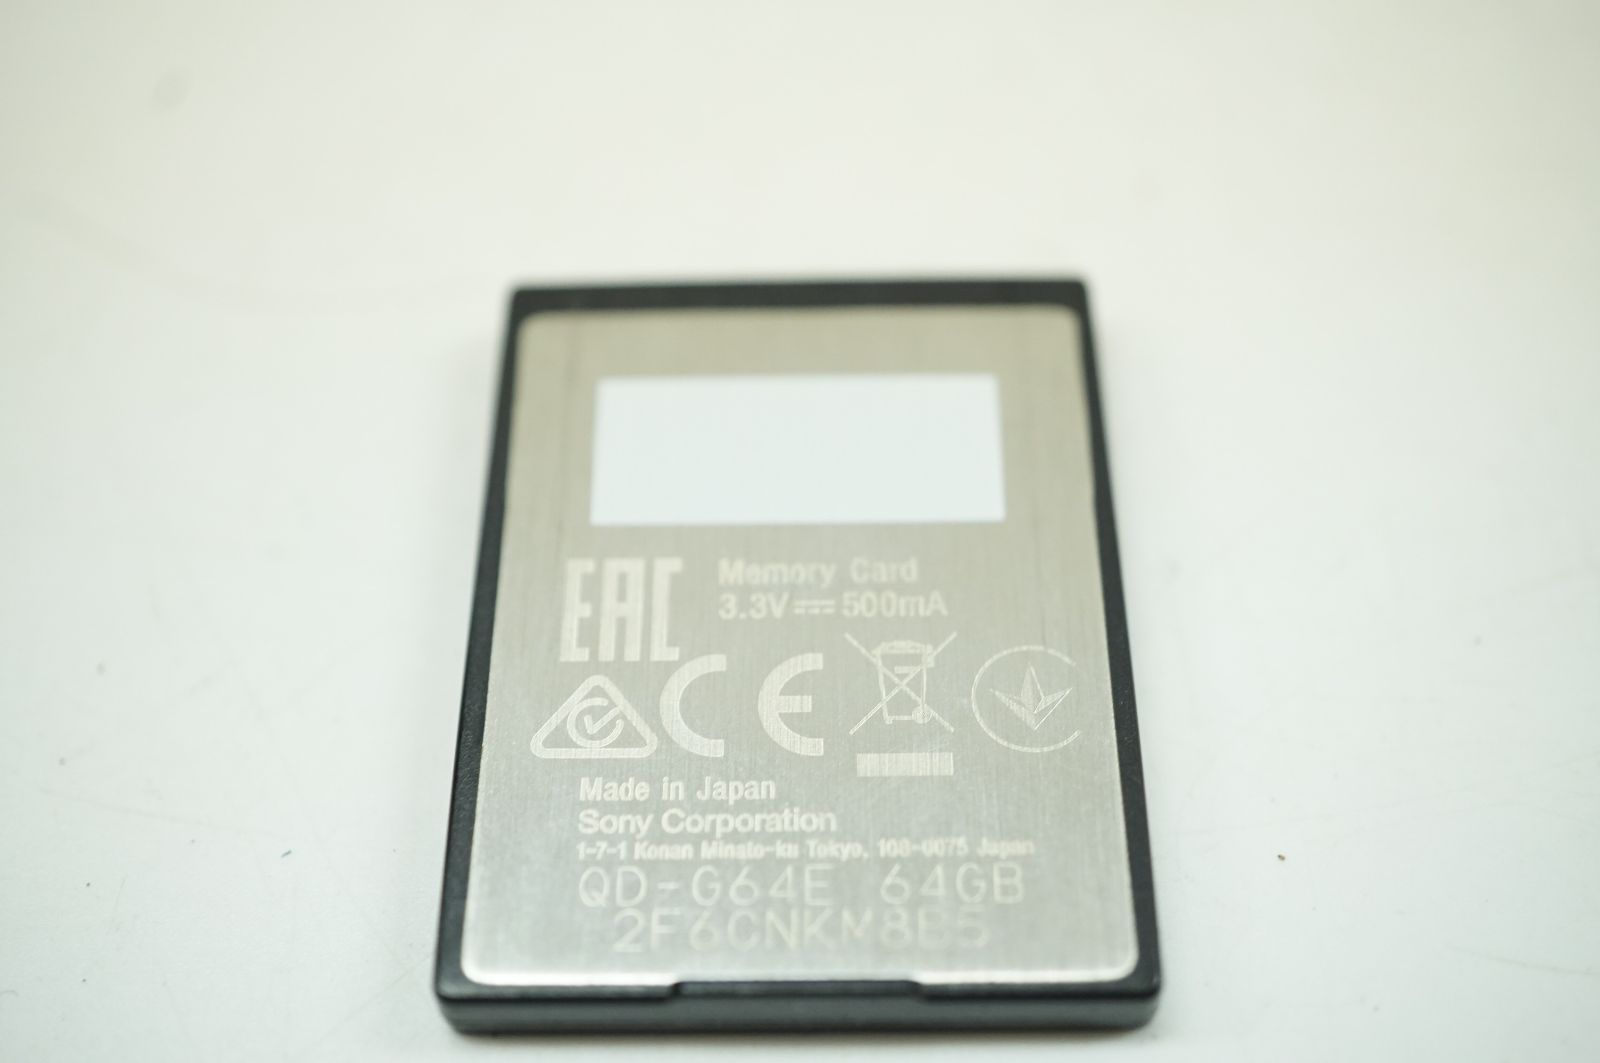 EAC
Memory Card
3.3V⎓500mA
CE
Made in Japan
Sony Corporation
1-7-1 Konan Minato-ku Tokyo, 108-0075 Japan
QD-G64E 64GB
2F6CNKM8B5